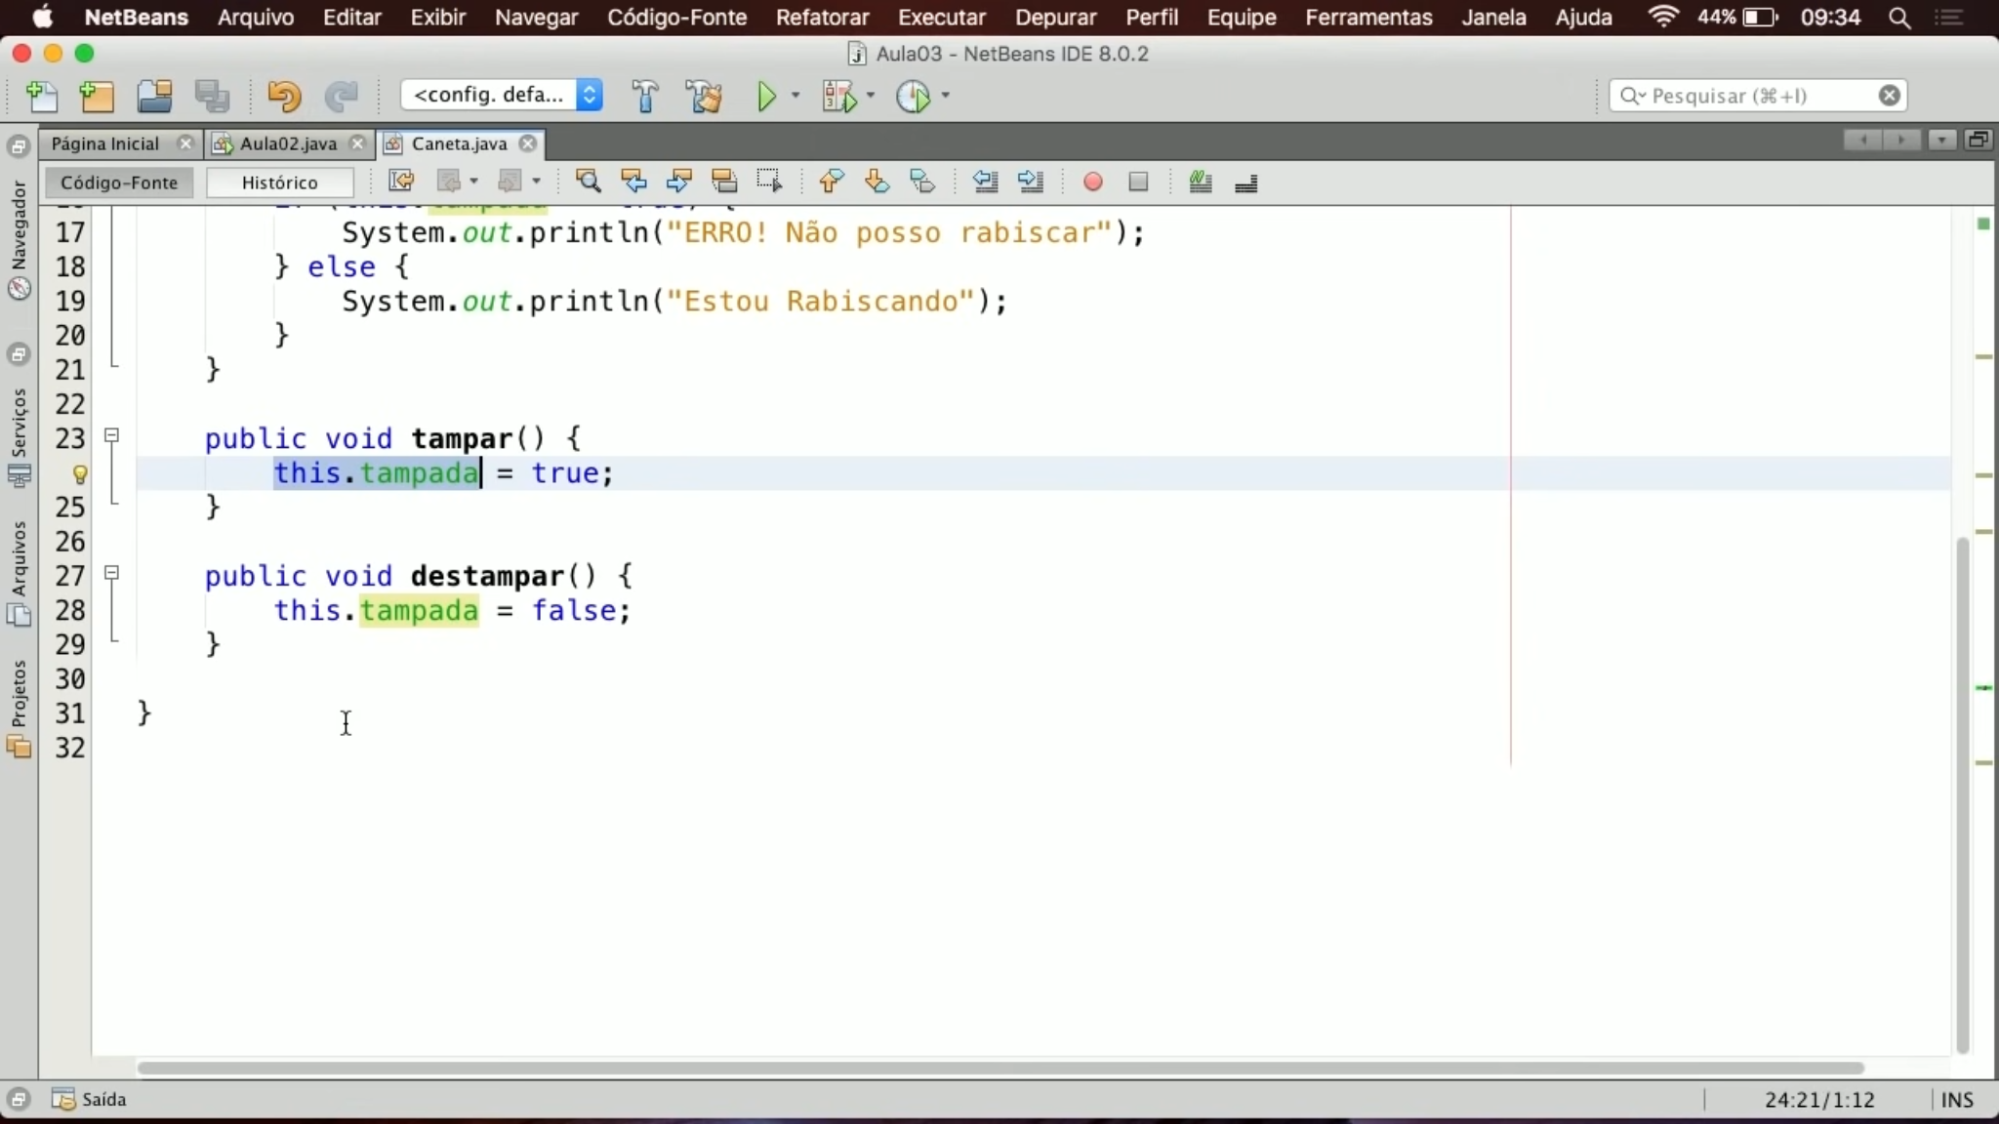 NetBeans Arquivo Editar Exibir Navegar Código-Fonte Refatorar Executar Depurar Perfil Equipe Ferramentas Janela Ajuda 44% 09:34
Aula03 - NetBeans IDE 8.0.2
<config. defa... Pesquisar (⌘+I)
Página Inicial Aula02.java Caneta.java
Código-Fonte Histórico
Navegador
Serviços
Arquivos
Projetos
17 System.out.println("ERRO! Não posso rabiscar");
18 } else {
19 System.out.println("Estou Rabiscando");
20 }
21 }
22
23 public void tampar() {
this.tampada = true;
25 }
26
27 public void destampar() {
28 this.tampada = false;
29 }
30
31 }
32
Saída 24:21/1:12 INS